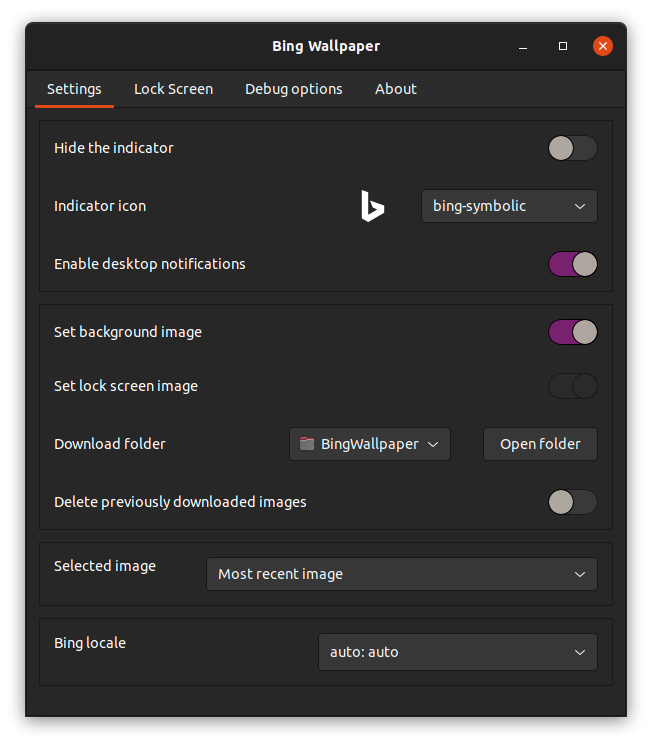 Bing Wallpaper
Settings Lock Screen Debug options About
Hide the indicator
Indicator icon bing-symbolic
Enable desktop notifications
Set background image
Set lock screen image
Download folder BingWallpaper Open folder
Delete previously downloaded images
Selected image Most recent image
Bing locale auto: auto